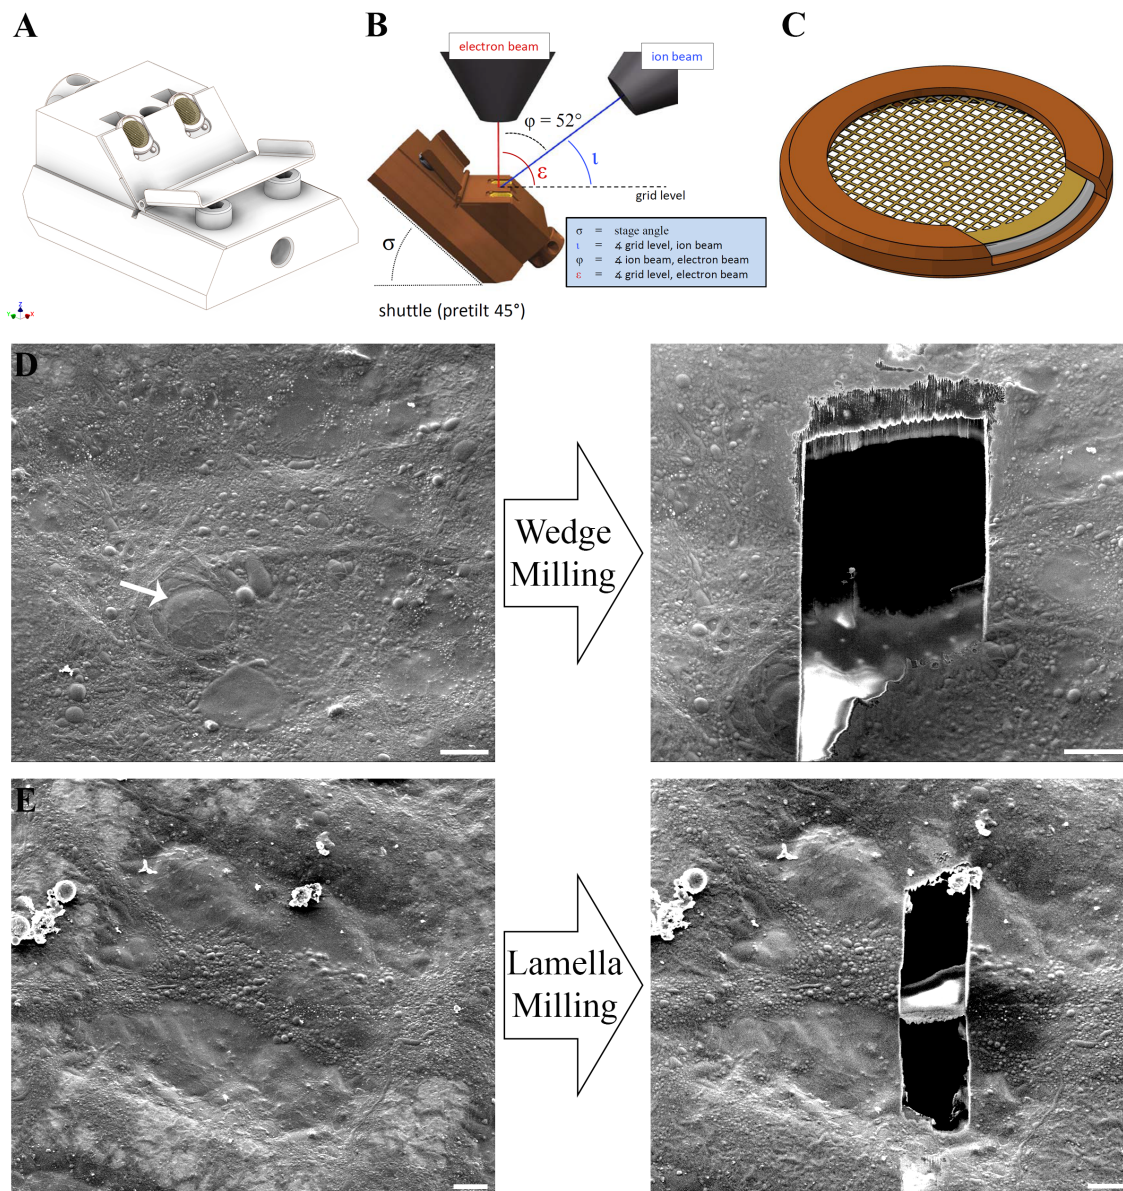 A
B
C
electron beam
ion beam
φ = 52°
ε
ι
grid level
σ
σ = stage angle
ι = ∡ grid level, ion beam
φ = ∡ ion beam, electron beam
ε = ∡ grid level, electron beam
shuttle (pretilt 45°)
Z
Y
X
D
Wedge
Milling
E
Lamella
Milling